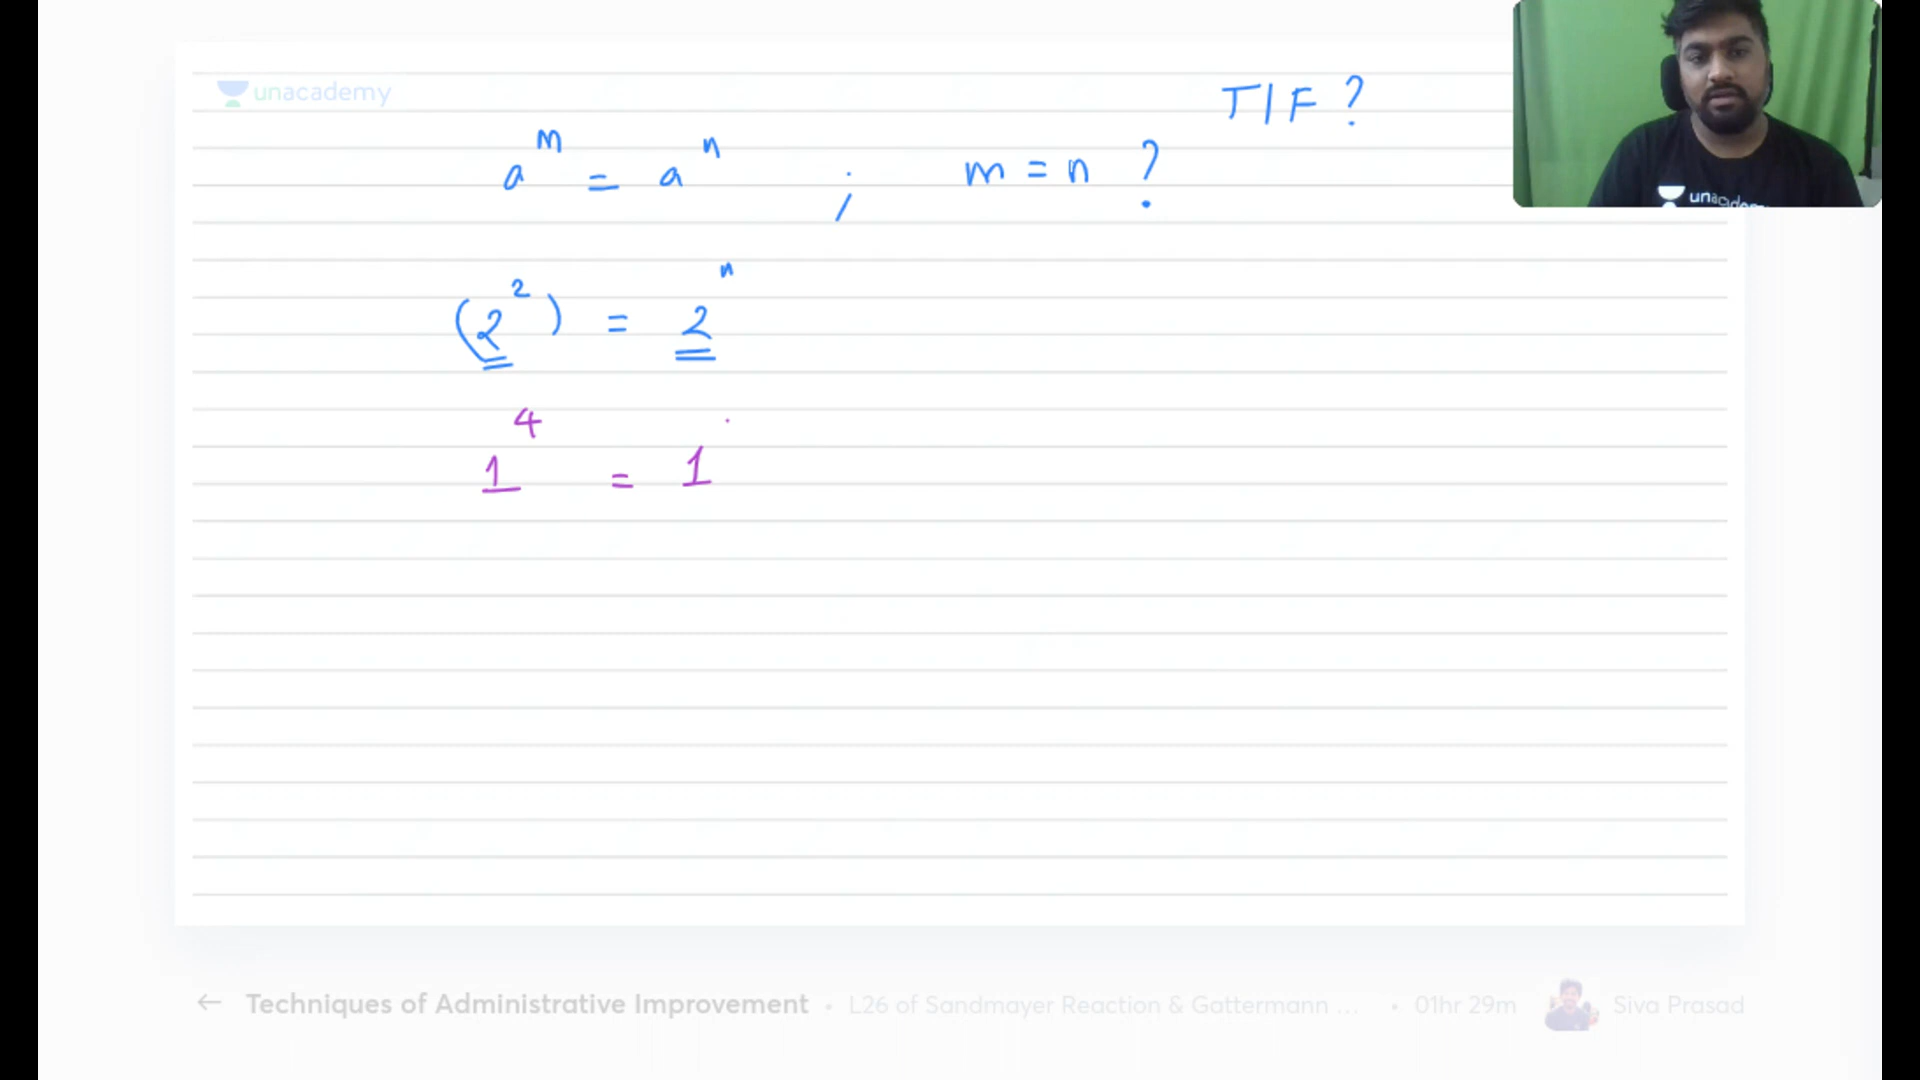 unacademy
T/F ?
a^m = a^n ; m = n ?
(2^2) = 2^n
1^4 = 1
unacademy
← Techniques of Administrative Improvement • L26 of Sandmayer Reaction & Gattermann ... • 01hr 29m Siva Prasad